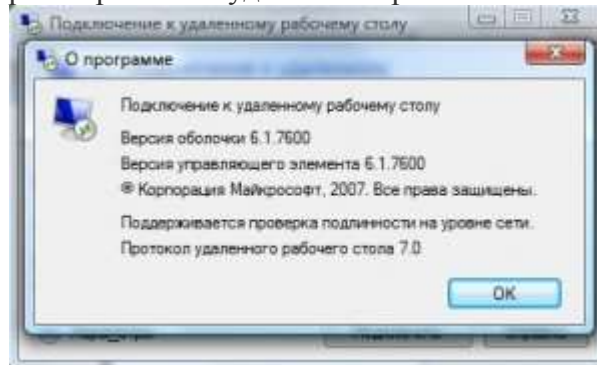 Подключение к удаленному рабочему столу
О программе
Подключение к удаленному рабочему столу
Версия оболочки 6.1.7600
Версия управляющего элемента 6.1.7600
© Корпорация Майкрософт, 2007. Все права защищены.
Поддерживается проверка подлинности на уровне сети.
Протокол удаленного рабочего стола 7.0
OK